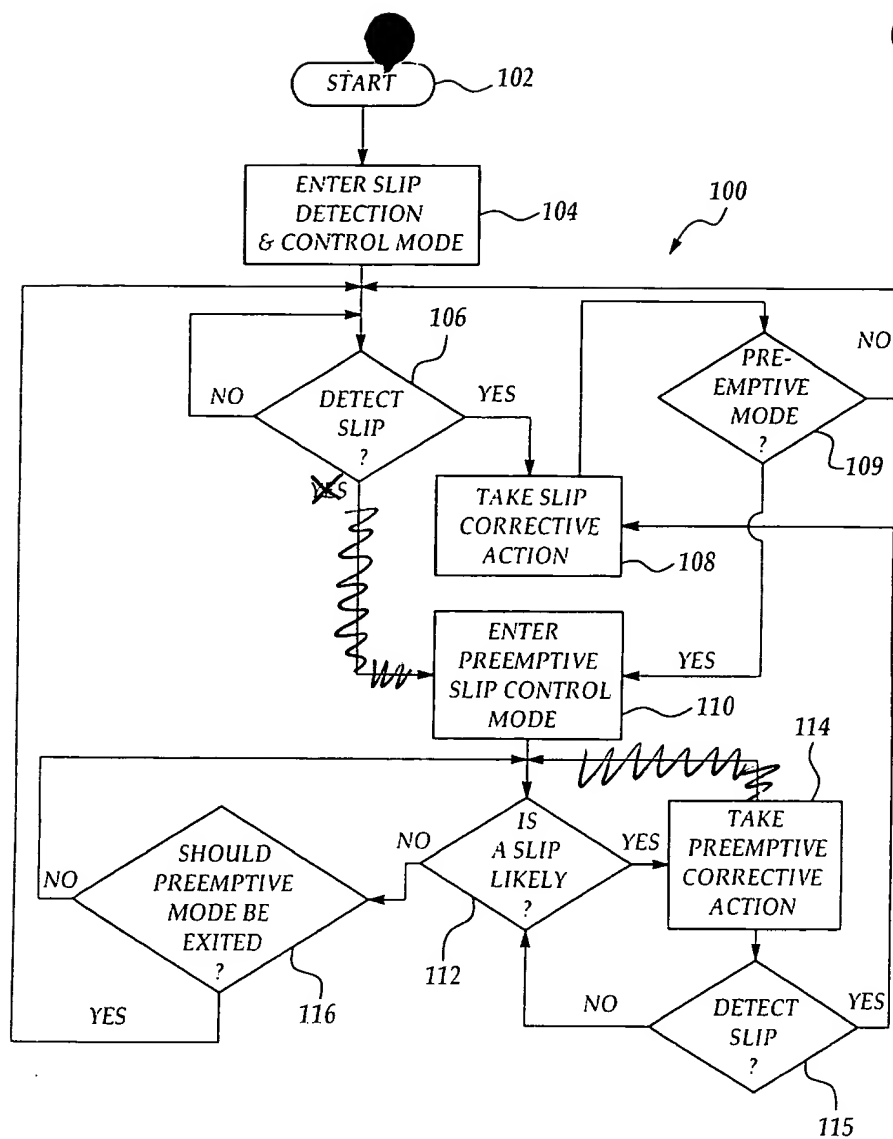 START
102
ENTER SLIP
DETECTION
& CONTROL MODE
104
100
106
NO
DETECT
SLIP
?
YES
PRE-
EMPTIVE
MODE
?
NO
109
YES
TAKE SLIP
CORRECTIVE
ACTION
108
ENTER
PREEMPTIVE
SLIP CONTROL
MODE
YES
110
114
NO
SHOULD
PREEMPTIVE
MODE BE
EXITED
?
NO
IS
A SLIP
LIKELY
?
YES
TAKE
PREEMPTIVE
CORRECTIVE
ACTION
112
YES
116
NO
DETECT
SLIP
?
YES
115